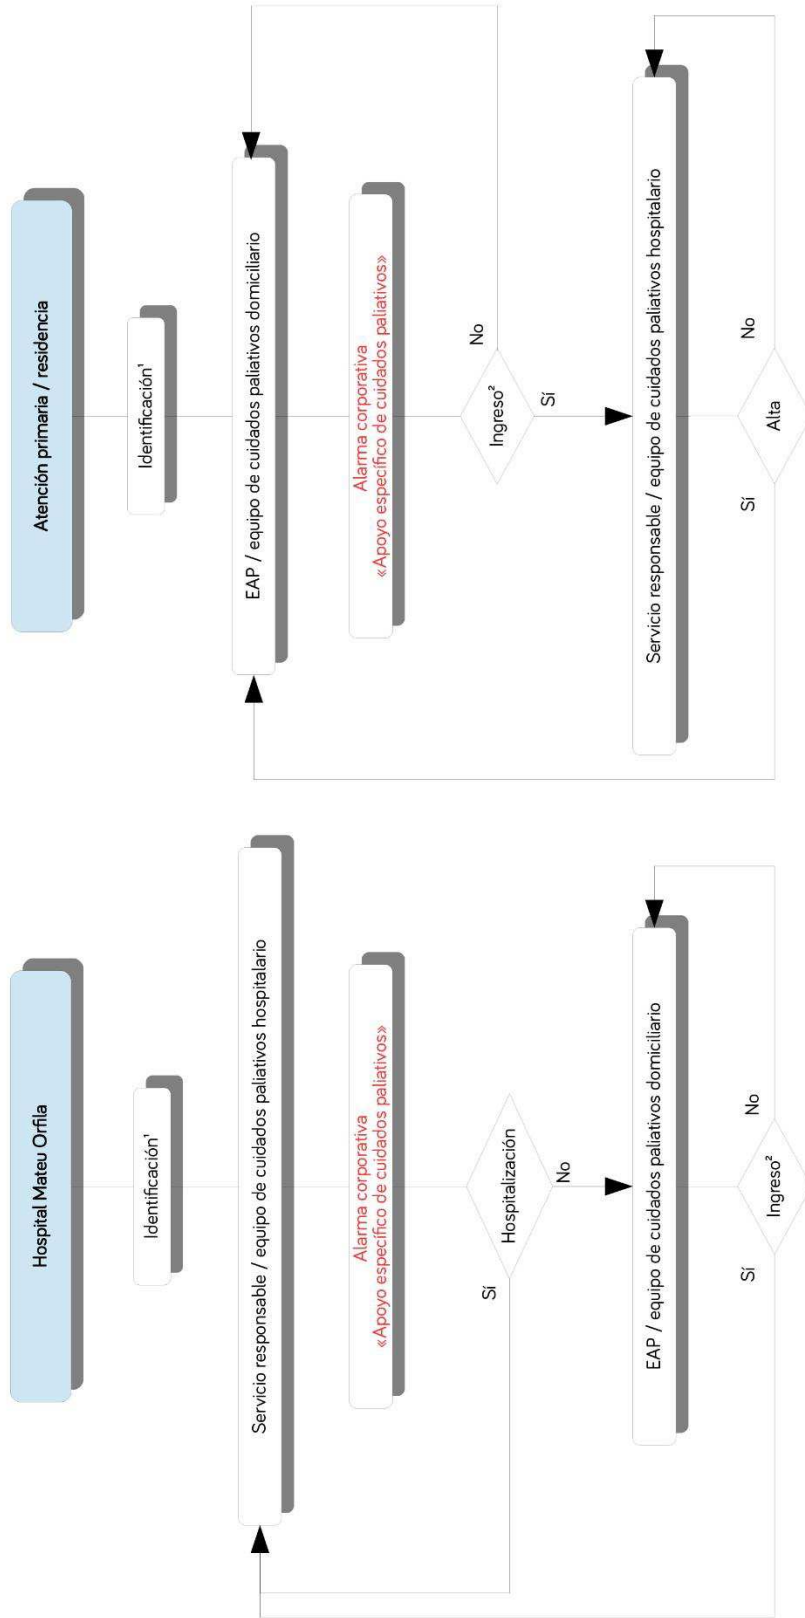 Hospital Mateu Orfila
Identificación¹
Servicio responsable / equipo de cuidados paliativos hospitalario
Alarma corporativa
«Apoyo específico de cuidados paliativos»
Hospitalización
Sí
No
EAP / equipo de cuidados paliativos domiciliario
Ingreso²
Sí
No
Atención primaria / residencia
Identificación¹
EAP / equipo de cuidados paliativos domiciliario
Alarma corporativa
«Apoyo específico de cuidados paliativos»
Ingreso²
No
Sí
Servicio responsable / equipo de cuidados paliativos hospitalario
Alta
Sí
No